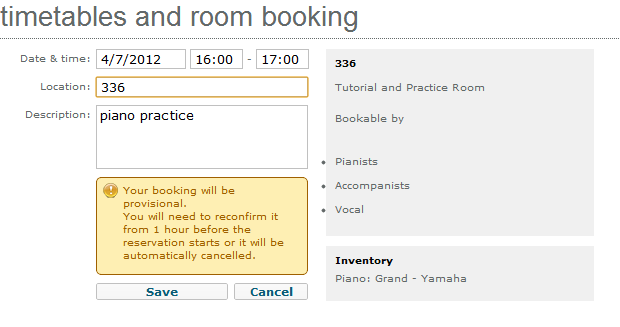 timetables and room booking
Date & time: 4/7/2012 16:00 - 17:00
Location: 336
Description: piano practice
Your booking will be
provisional.
You will need to reconfirm it
from 1 hour before the
reservation starts or it will be
automatically cancelled.
Save Cancel
336
Tutorial and Practice Room
Bookable by
• Pianists
• Accompanists
• Vocal
Inventory
Piano: Grand - Yamaha